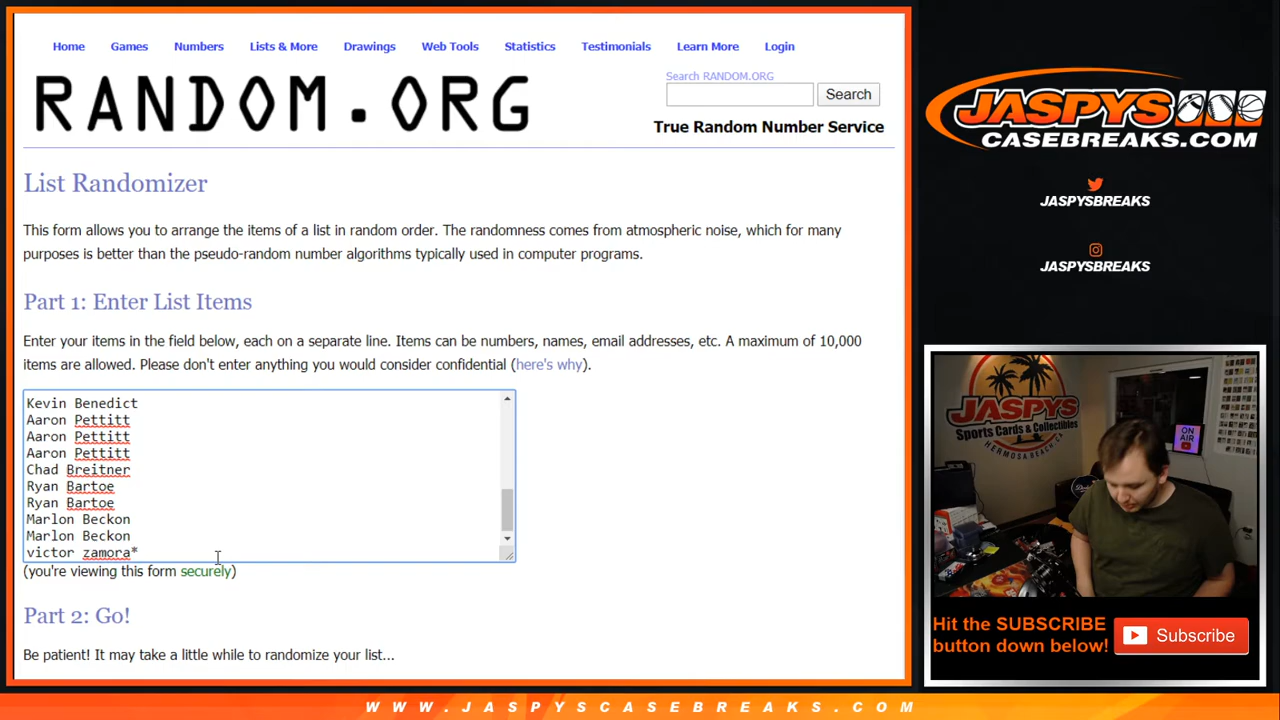 Home Games Numbers Lists & More Drawings Web Tools Statistics Testimonials Learn More Login
RANDOM.ORG
Search RANDOM.ORG
Search
True Random Number Service
List Randomizer
This form allows you to arrange the items of a list in random order. The randomness comes from atmospheric noise, which for many
purposes is better than the pseudo-random number algorithms typically used in computer programs.
Part 1: Enter List Items
Enter your items in the field below, each on a separate line. Items can be numbers, names, email addresses, etc. A maximum of 10,000
items are allowed. Please don't enter anything you would consider confidential (here's why).
Kevin Benedict
Aaron Pettitt
Aaron Pettitt
Aaron Pettitt
Chad Breitner
Ryan Bartoe
Ryan Bartoe
Marlon Beckon
Marlon Beckon
victor zamora*
(you're viewing this form securely)
Part 2: Go!
Be patient! It may take a little while to randomize your list...
JASPYS
CASEBREAKS.COM
JASPYSBREAKS
JASPYSBREAKS
JASPYS
Sports Cards & Collectibles
HERMOSA BEACH, CA
ON AIR
Hit the SUBSCRIBE
button down below!
Subscribe
WWW.JASPYSCASEBREAKS.COM